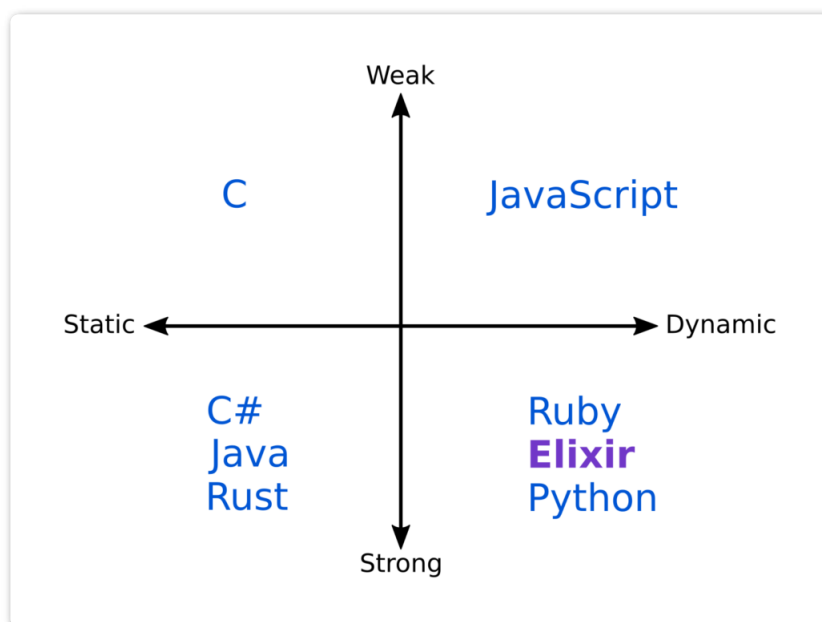 Weak
C
JavaScript
Static
Dynamic
C#
Java
Rust
Ruby
Elixir
Python
Strong